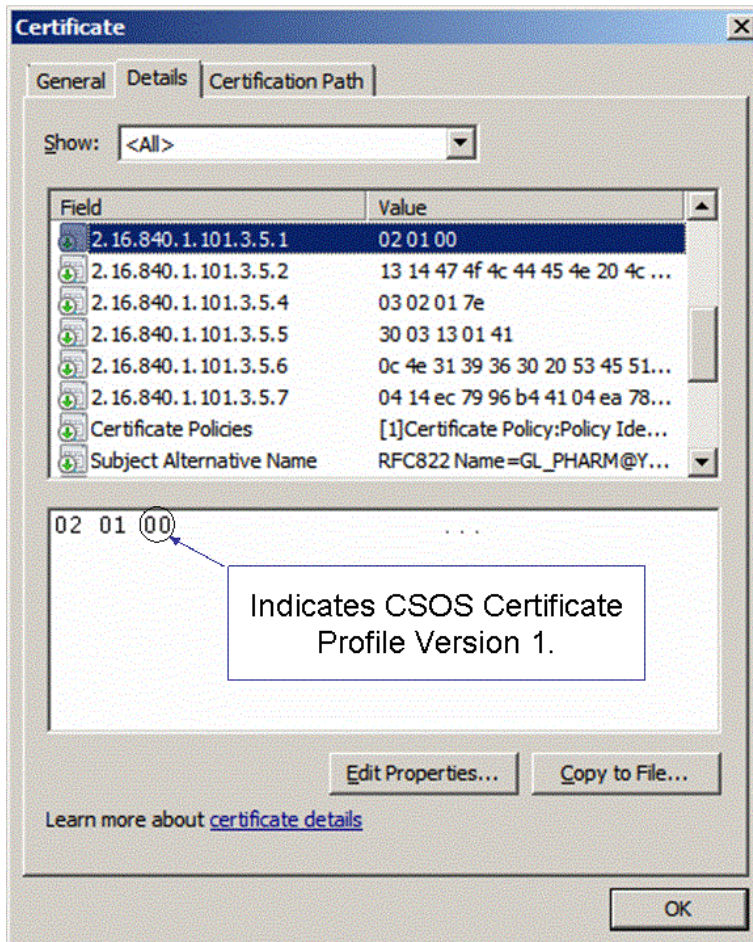 Certificate
General Details Certification Path
Show: <All>
Field Value
2.16.840.1.101.3.5.1 02 01 00
2.16.840.1.101.3.5.2 13 14 47 4f 4c 44 45 4e 20 4c ...
2.16.840.1.101.3.5.4 03 02 01 7e
2.16.840.1.101.3.5.5 30 03 13 01 41
2.16.840.1.101.3.5.6 0c 4e 31 39 36 30 20 53 45 51...
2.16.840.1.101.3.5.7 04 14 ec 79 96 b4 41 04 ea 78...
Certificate Policies [1]Certificate Policy:Policy Ide...
Subject Alternative Name RFC822 Name=GL_PHARM@Y...
02 01 00 ...
Indicates CSOS Certificate
Profile Version 1.
Edit Properties... Copy to File...
Learn more about certificate details
OK